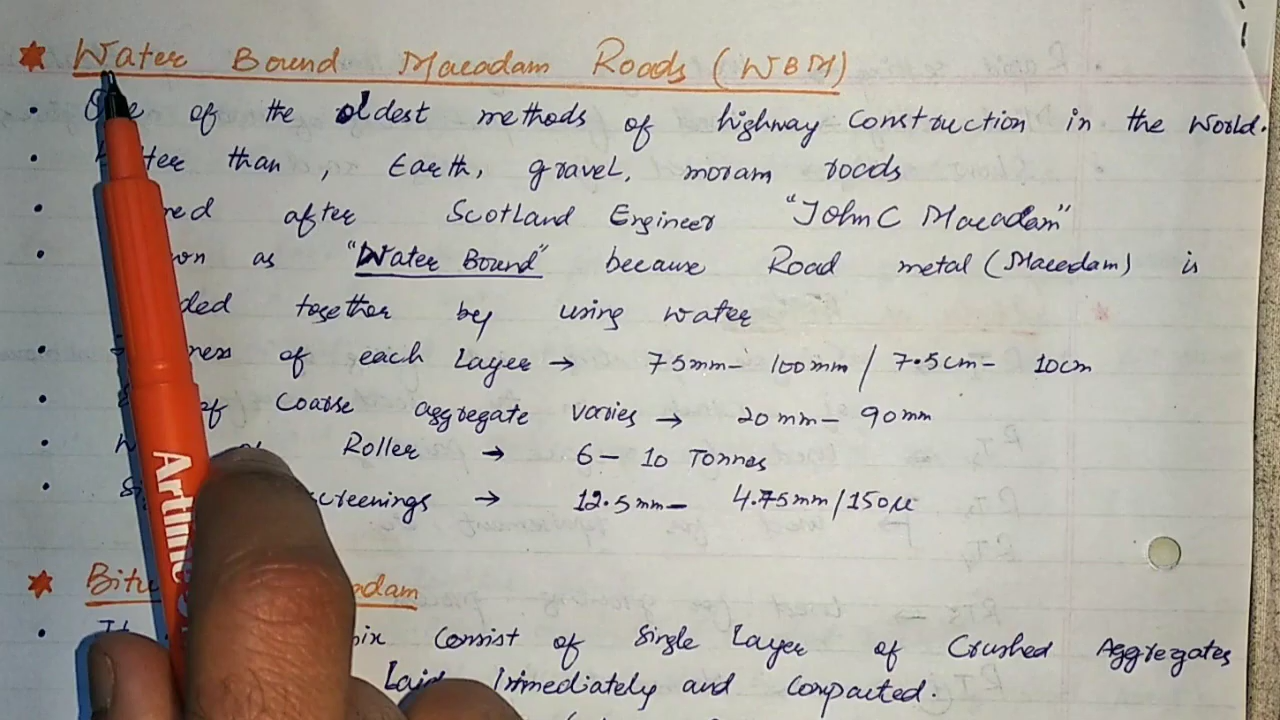 Water Bound Macadam Roads (WBM)
of the oldest methods of highway Construction in the World.
than, Earth, gravel, moram roads
after Scotland Engineer "John C Macadam"
as "Water Bound" because Road metal (Macadam) is
together by using water
of each Layer → 75mm– 100mm / 7.5cm– 10cm
of Coarse aggregate varies → 20mm– 90mm
Roller → 6 – 10 Tonnes
screenings → 12.5mm– 4.75mm/150µ
Consist of Single Layer of Crushed Aggregates
Laid Immediately and Compacted.
Artline